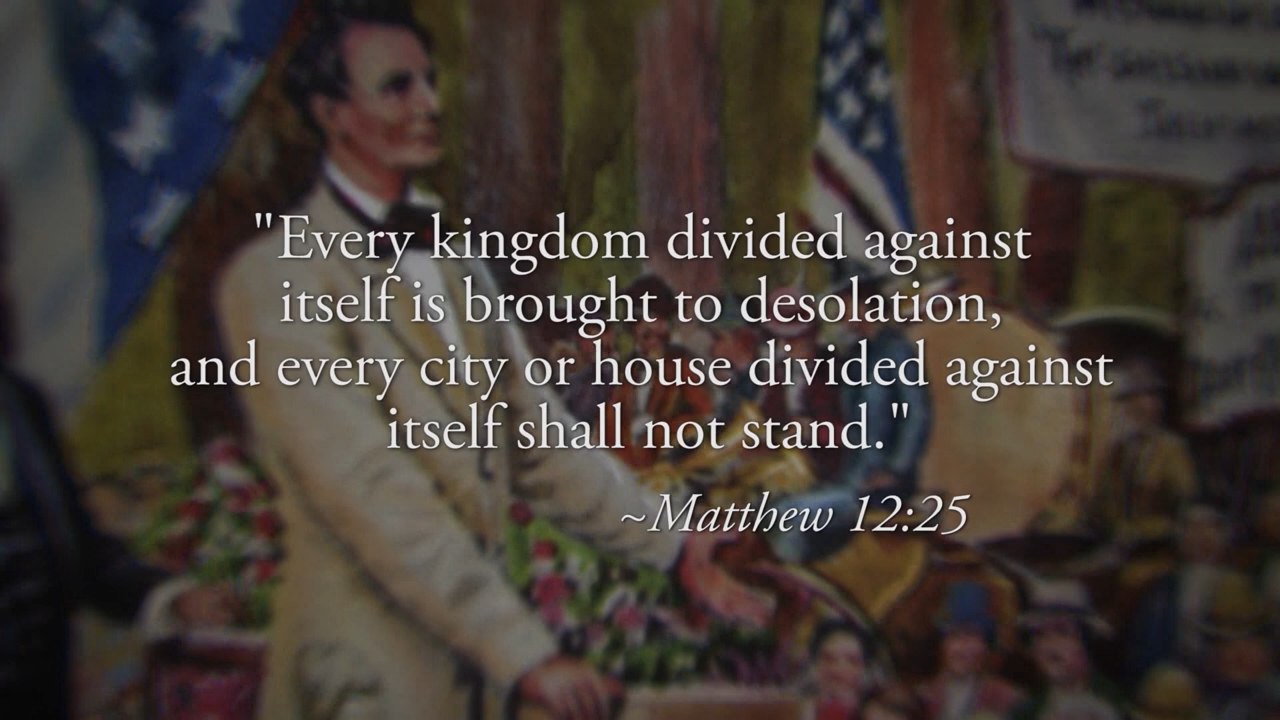 "Every kingdom divided against
itself is brought to desolation,
and every city or house divided against
itself shall not stand."
~Matthew 12:25